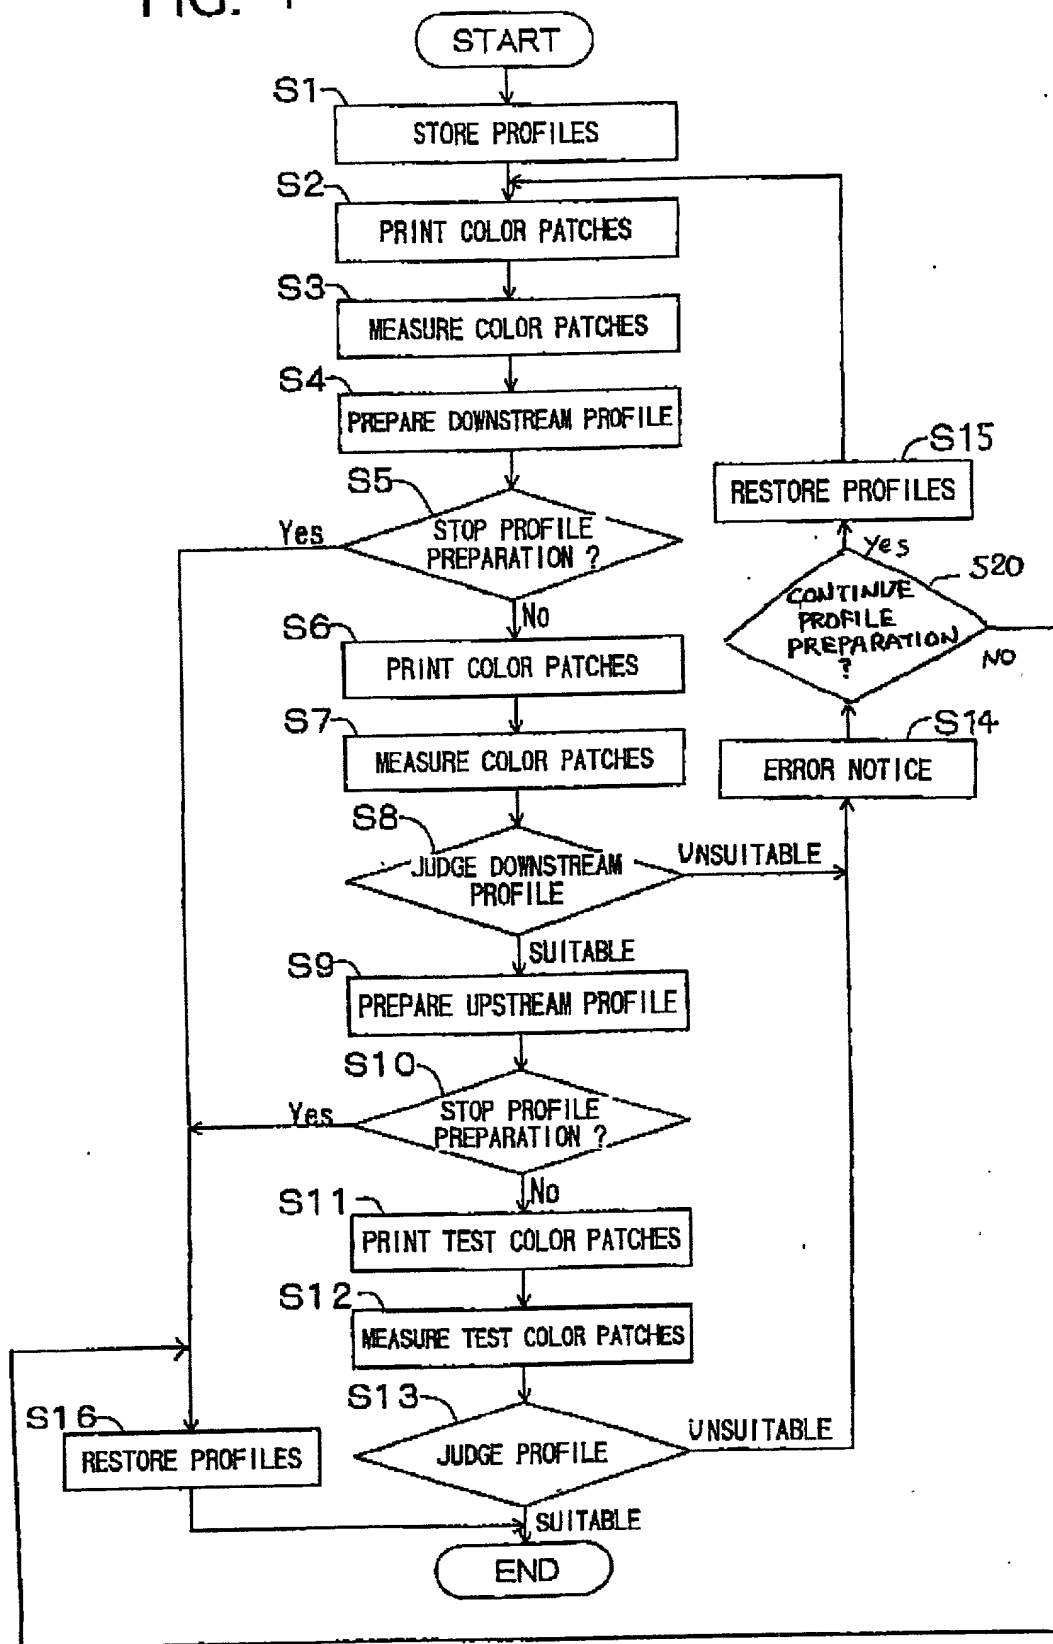 FIG. 4
START
S1
STORE PROFILES
S2
PRINT COLOR PATCHES
S3
MEASURE COLOR PATCHES
S4
PREPARE DOWNSTREAM PROFILE
S5
STOP PROFILE
PREPARATION ?
Yes
No
S15
RESTORE PROFILES
Yes
S20
CONTINUE
PROFILE
PREPARATION
?
NO
S6
PRINT COLOR PATCHES
S7
MEASURE COLOR PATCHES
S14
ERROR NOTICE
S8
JUDGE DOWNSTREAM
PROFILE
UNSUITABLE
SUITABLE
S9
PREPARE UPSTREAM PROFILE
S10
STOP PROFILE
PREPARATION ?
Yes
No
S11
PRINT TEST COLOR PATCHES
S12
MEASURE TEST COLOR PATCHES
S13
JUDGE PROFILE
UNSUITABLE
S16
RESTORE PROFILES
SUITABLE
END